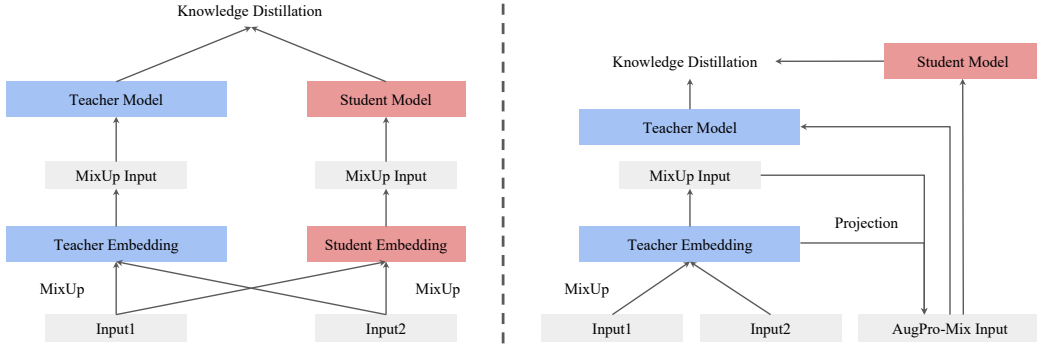 Knowledge Distillation
Teacher Model
Student Model
MixUp Input
MixUp Input
Teacher Embedding
Student Embedding
MixUp
MixUp
Input1
Input2
Student Model
Knowledge Distillation
Teacher Model
MixUp Input
Projection
Teacher Embedding
MixUp
Input1
Input2
AugPro-Mix Input